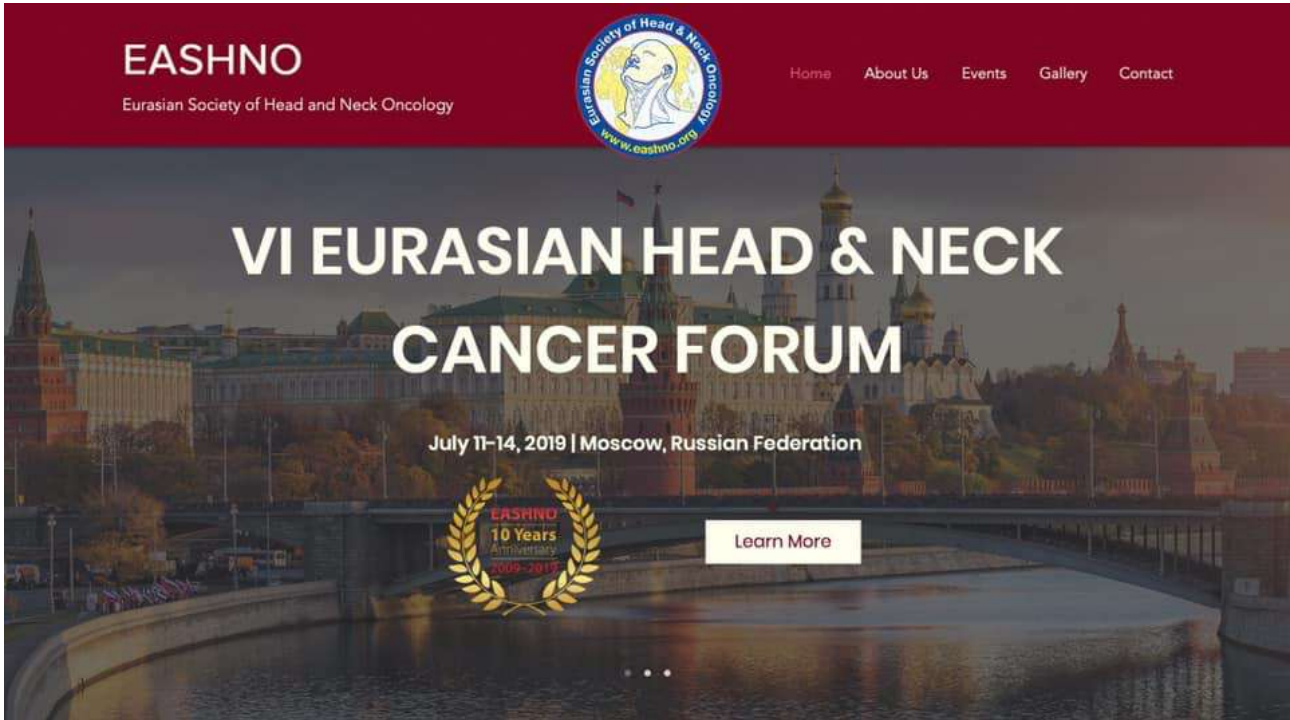 EASHNO
Eurasian Society of Head and Neck Oncology
Eurasian Society of Head & Neck Oncology
www.eashno.org
Home
About Us
Events
Gallery
Contact
VI EURASIAN HEAD & NECK
CANCER FORUM
July 11-14, 2019 | Moscow, Russian Federation
EASHNO
10 Years
Anniversary
2009-2019
Learn More